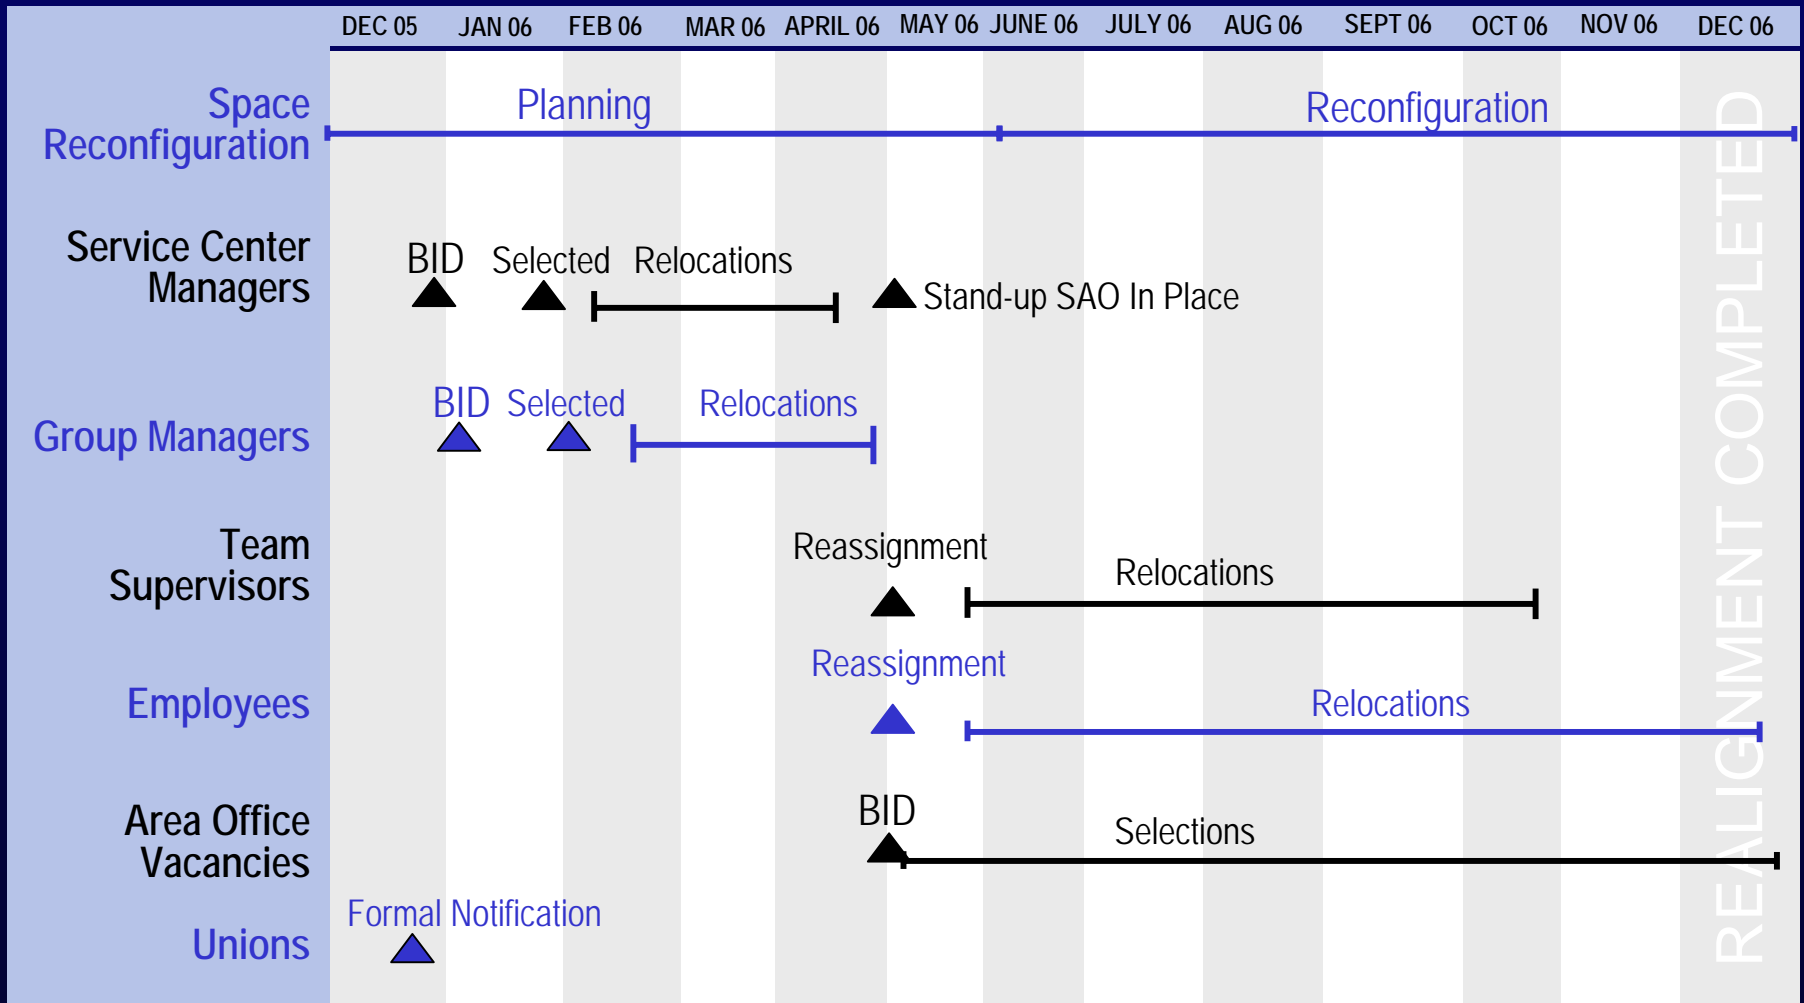 DEC 05 JAN 06 FEB 06 MAR 06 APRIL 06 MAY 06 JUNE 06 JULY 06 AUG 06 SEPT 06 OCT 06 NOV 06 DEC 06
Space
Reconfiguration
Planning
Reconfiguration
Service Center
Managers
BID Selected Relocations
Stand-up SAO In Place
Group Managers
BID Selected Relocations
Team
Supervisors
Reassignment
Relocations
Employees
Reassignment
Relocations
Area Office
Vacancies
BID
Selections
Unions
Formal Notification
REALIGNMENT COMPLETED